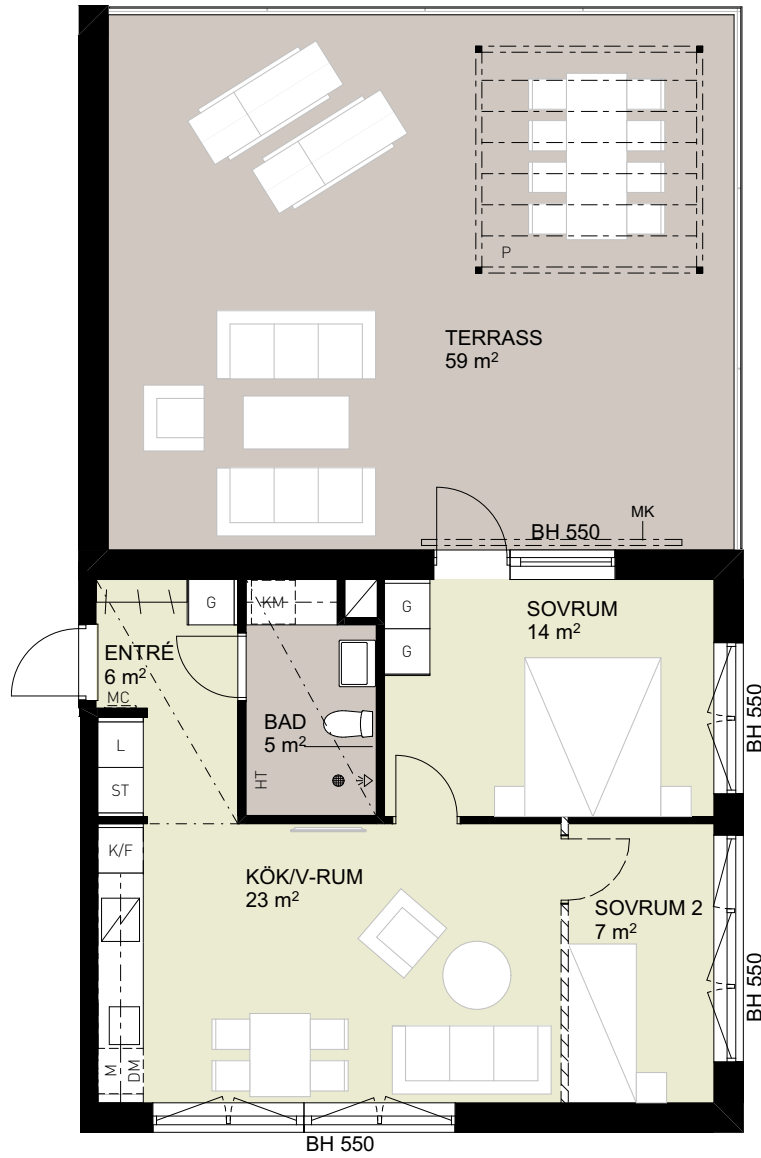 P
TERRASS
59 m²
MK
BH 550
G
KM
G
SOVRUM
14 m²
ENTRÉ
6 m²
G
MC
BAD
5 m²
BH 550
L
ST
HT
K/F
KÖK/V-RUM
23 m²
SOVRUM 2
7 m²
BH 550
M
DM
BH 550